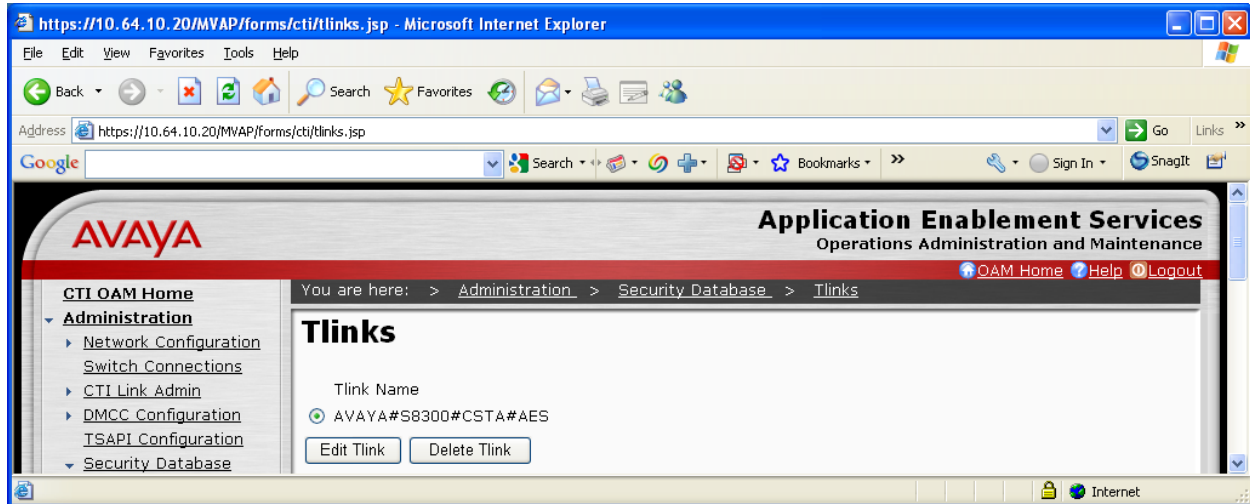 https://10.64.10.20/MVAP/forms/cti/tlinks.jsp - Microsoft Internet Explorer
File Edit View Favorites Tools Help
Back Search Favorites
Address https://10.64.10.20/MVAP/forms/cti/tlinks.jsp Go Links »
Google Search Bookmarks » Sign In SnagIt
AVAYA
Application Enablement Services
Operations Administration and Maintenance
OAM Home Help Logout
CTI OAM Home
You are here: > Administration > Security Database > Tlinks
Administration
Network Configuration
Switch Connections
CTI Link Admin
DMCC Configuration
TSAPI Configuration
Security Database
Tlinks
Tlink Name
AVAYA#S8300#CSTA#AES
Edit Tlink Delete Tlink
Internet